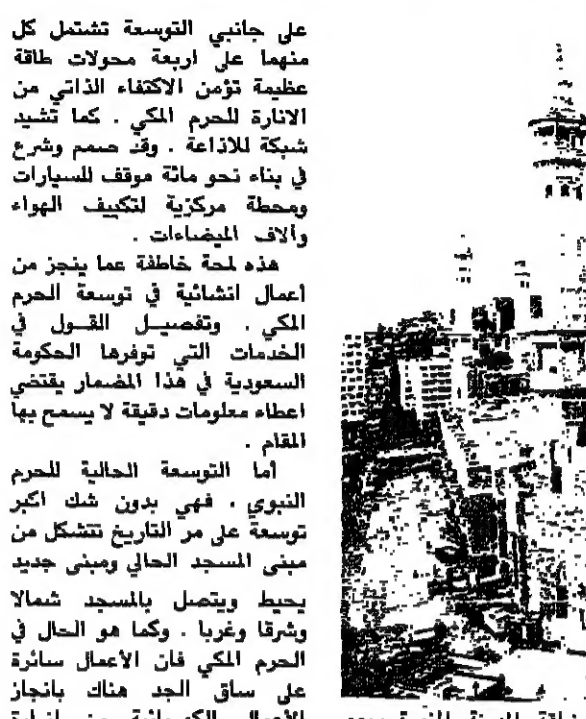 على جانبي التوسعة تشتمل كل
منهما على اربعة محولات طاقة
عظيمة تؤمن الاكتفاء الذاتي من
الانارة للحرم المكي . كما تشيد
شبكة للاذاعة . وقد صمم وشرع
في بناء نحو مائة موقف للسيارات
ومحطة مركزية لتكييف الهواء
وآلاف الميضاءات .
هذه لمحة خاطفة عما ينجز من
أعمال انشائية في توسعة الحرم
المكي . وتفصيل القول في
الخدمات التي توفرها الحكومة
السعودية في هذا المضمار يقتضي
اعطاء معلومات دقيقة لا يسمح بها
المقام .
أما التوسعة الحالية للحرم
النبوي . فهي بدون شك اكبر
توسعة على مر التاريخ تتشكل من
مبنى المسجد الحالي ومبنى جديد
يحيط ويتصل بالمسجد شمالا
وشرقا وغربا . وكما هو الحال في
الحرم المكي فان الأعمال سائرة
على ساق الجد هناك بانجاز